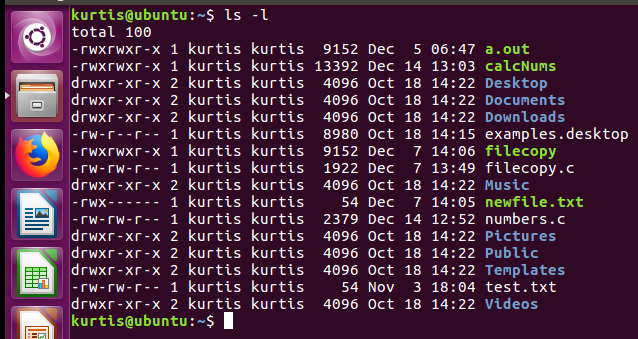 kurtis@ubuntu:~$ ls -l
total 100
-rwxrwxr-x 1 kurtis kurtis  9152 Dec  5 06:47 a.out
-rwxrwxr-x 1 kurtis kurtis 13392 Dec 14 13:03 calcNums
drwxr-xr-x 2 kurtis kurtis  4096 Oct 18 14:22 Desktop
drwxr-xr-x 2 kurtis kurtis  4096 Oct 18 14:22 Documents
drwxr-xr-x 2 kurtis kurtis  4096 Oct 18 14:22 Downloads
-rw-r--r-- 1 kurtis kurtis  8980 Oct 18 14:15 examples.desktop
-rwxrwxr-x 1 kurtis kurtis  9152 Dec  7 14:06 filecopy
-rw-rw-r-- 1 kurtis kurtis  1922 Dec  7 13:49 filecopy.c
drwxr-xr-x 2 kurtis kurtis  4096 Oct 18 14:22 Music
-rwx------ 1 kurtis kurtis    54 Dec  7 14:05 newfile.txt
-rw-rw-r-- 1 kurtis kurtis  2379 Dec 14 12:52 numbers.c
drwxr-xr-x 2 kurtis kurtis  4096 Oct 18 14:22 Pictures
drwxr-xr-x 2 kurtis kurtis  4096 Oct 18 14:22 Public
drwxr-xr-x 2 kurtis kurtis  4096 Oct 18 14:22 Templates
-rw-rw-r-- 1 kurtis kurtis    54 Nov  3 18:04 test.txt
drwxr-xr-x 2 kurtis kurtis  4096 Oct 18 14:22 Videos
kurtis@ubuntu:~$